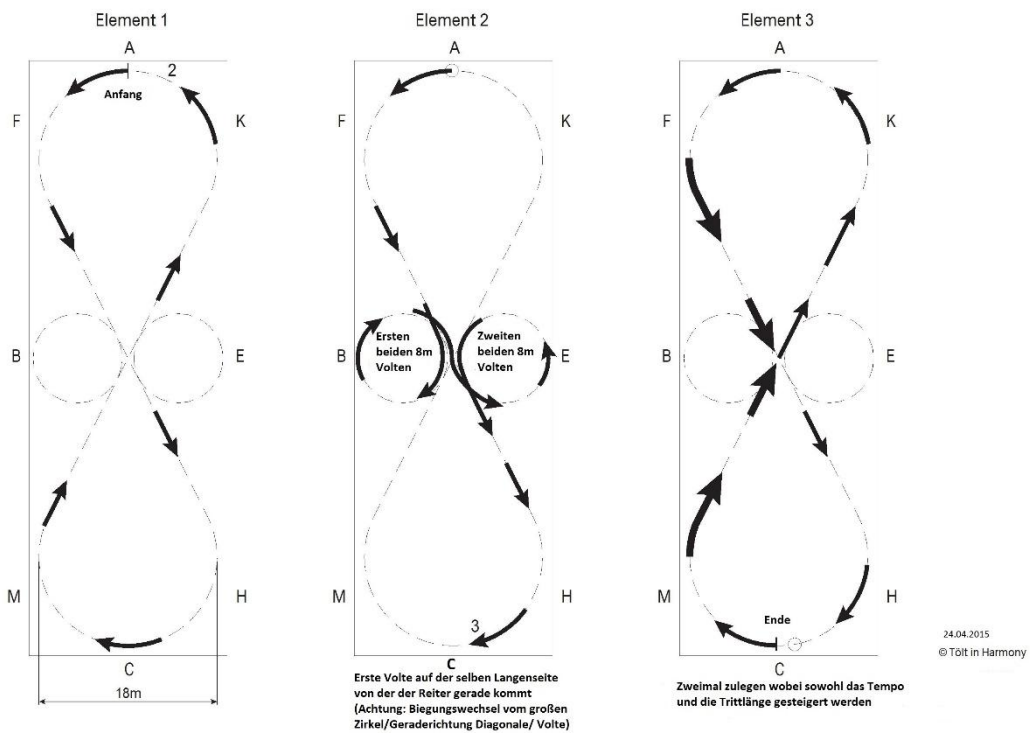 Element 1
A
2
Anfang
F
K
B
E
M
H
C
18m
Element 2
A
F
K
Ersten
beiden 8m
Volten
Zweiten
beiden 8m
Volten
B
E
M
H
3
C
Erste Volte auf der selben Langenseite
von der der Reiter gerade kommt
(Achtung: Biegungswechsel vom großen
Zirkel/Geraderichtung Diagonale/ Volte)
Element 3
A
F
K
B
E
M
H
Ende
C
Zweimal zulegen wobei sowohl das Tempo
und die Trittlänge gesteigert werden
24.04.2015
© Tölt in Harmony